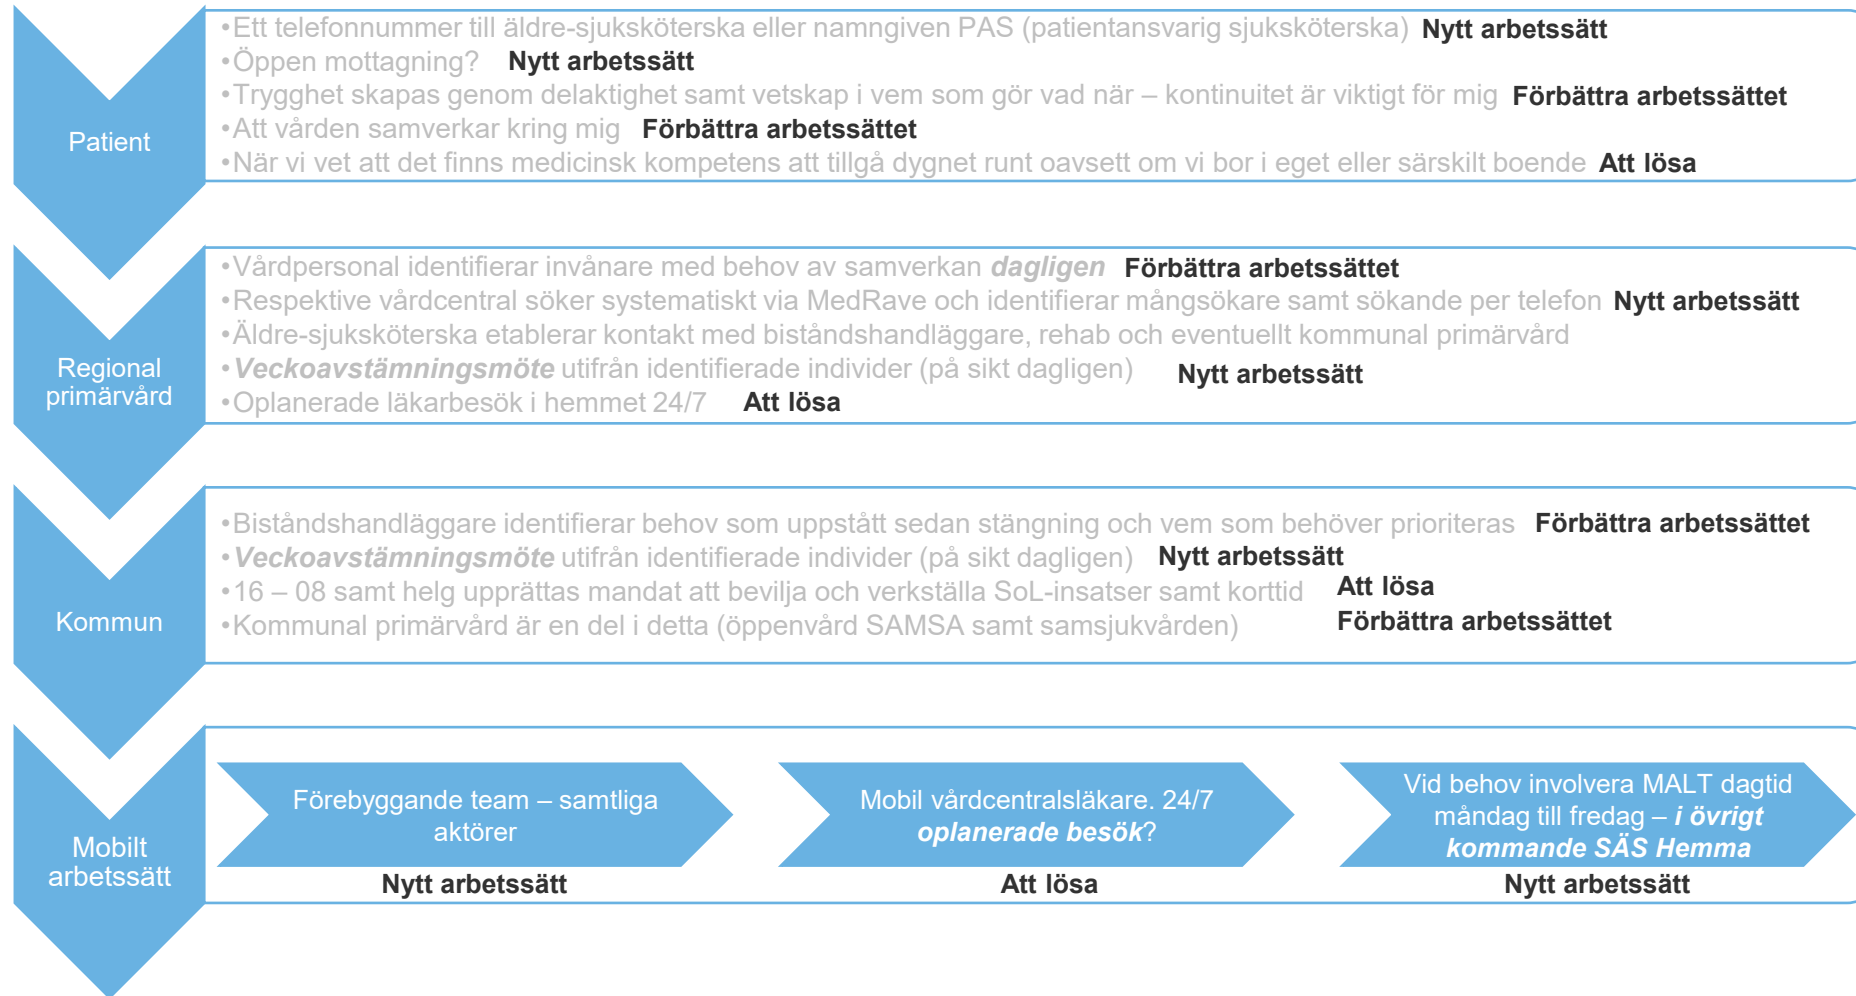 Patient
•Ett telefonnummer till äldre-sjuksköterska eller namngiven PAS (patientansvarig sjuksköterska) Nytt arbetssätt
•Öppen mottagning? Nytt arbetssätt
•Trygghet skapas genom delaktighet samt vetskap i vem som gör vad när – kontinuitet är viktigt för mig Förbättra arbetssättet
•Att vården samverkar kring mig Förbättra arbetssättet
•När vi vet att det finns medicinsk kompetens att tillgå dygnet runt oavsett om vi bor i eget eller särskilt boende Att lösa
Regional
primärvård
•Vårdpersonal identifierar invånare med behov av samverkan dagligen Förbättra arbetssättet
•Respektive vårdcentral söker systematiskt via MedRave och identifierar mångsökare samt sökande per telefon Nytt arbetssätt
•Äldre-sjuksköterska etablerar kontakt med biståndshandläggare, rehab och eventuellt kommunal primärvård
•Veckoavstämningsmöte utifrån identifierade individer (på sikt dagligen) Nytt arbetssätt
•Oplanerade läkarbesök i hemmet 24/7 Att lösa
Kommun
•Biståndshandläggare identifierar behov som uppstått sedan stängning och vem som behöver prioriteras Förbättra arbetssättet
•Veckoavstämningsmöte utifrån identifierade individer (på sikt dagligen) Nytt arbetssätt
•16 – 08 samt helg upprättas mandat att bevilja och verkställa SoL-insatser samt korttid Att lösa
•Kommunal primärvård är en del i detta (öppenvård SAMSA samt samsjukvården) Förbättra arbetssättet
Mobilt
arbetssätt
Förebyggande team – samtliga
aktörer
Nytt arbetssätt
Mobil vårdcentralsläkare. 24/7
oplanerade besök?
Att lösa
Vid behov involvera MALT dagtid
måndag till fredag – i övrigt
kommande SÄS Hemma
Nytt arbetssätt